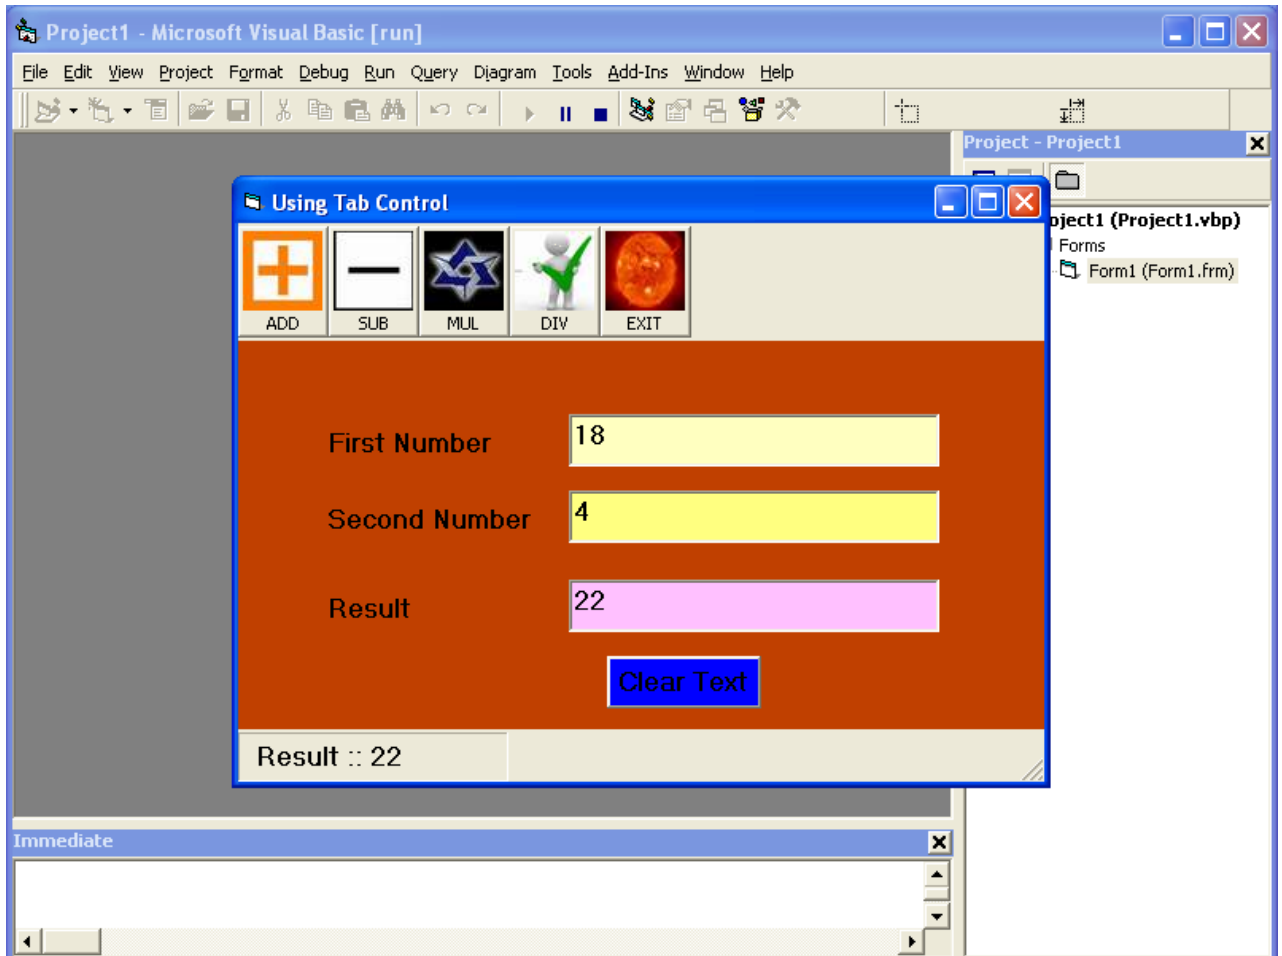 Project1 - Microsoft Visual Basic [run]
File Edit View Project Format Debug Run Query Diagram Tools Add-Ins Window Help
Project - Project1
Using Tab Control
oject1 (Project1.vbp)
Forms
Form1 (Form1.frm)
ADD SUB MUL DIV EXIT
First Number 18
Second Number 4
Result 22
Clear Text
Result :: 22
Immediate